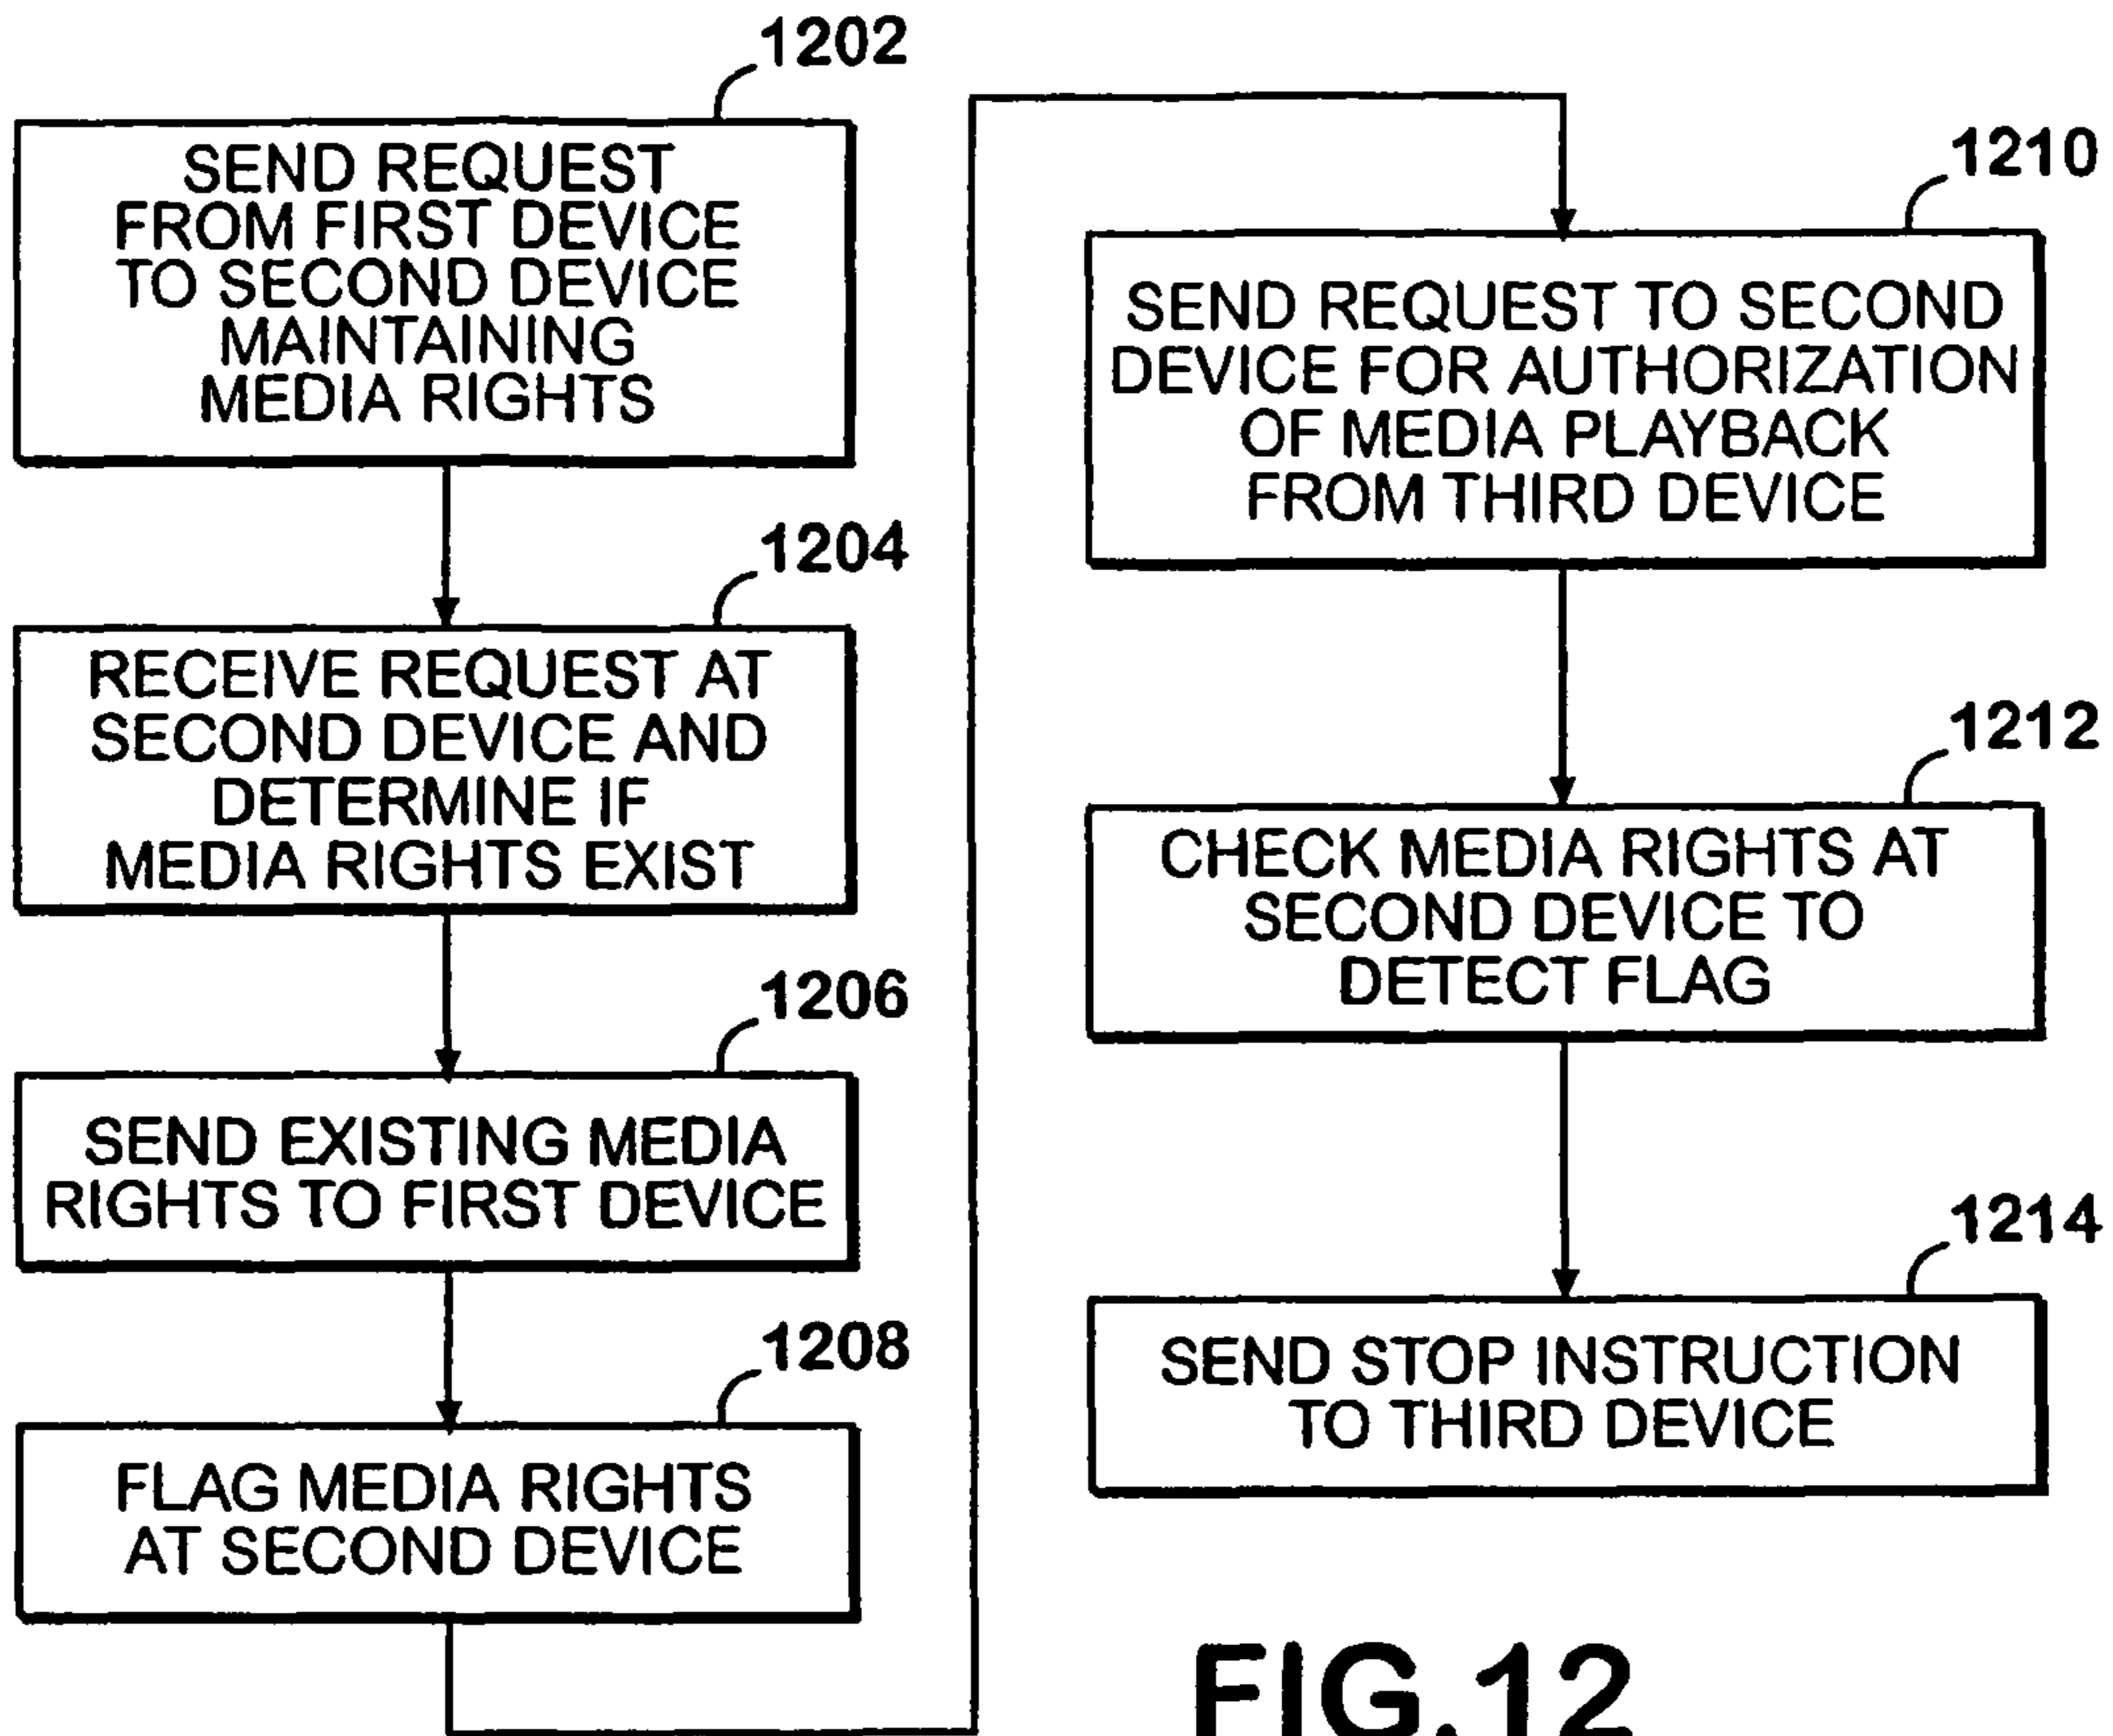 1202
SEND REQUEST
FROM FIRST DEVICE
TO SECOND DEVICE
MAINTAINING
MEDIA RIGHTS
1204
RECEIVE REQUEST AT
SECOND DEVICE AND
DETERMINE IF
MEDIA RIGHTS EXIST
1206
SEND EXISTING MEDIA
RIGHTS TO FIRST DEVICE
1208
FLAG MEDIA RIGHTS
AT SECOND DEVICE
1210
SEND REQUEST TO SECOND
DEVICE FOR AUTHORIZATION
OF MEDIA PLAYBACK
FROM THIRD DEVICE
1212
CHECK MEDIA RIGHTS AT
SECOND DEVICE TO
DETECT FLAG
1214
SEND STOP INSTRUCTION
TO THIRD DEVICE
FIG.12